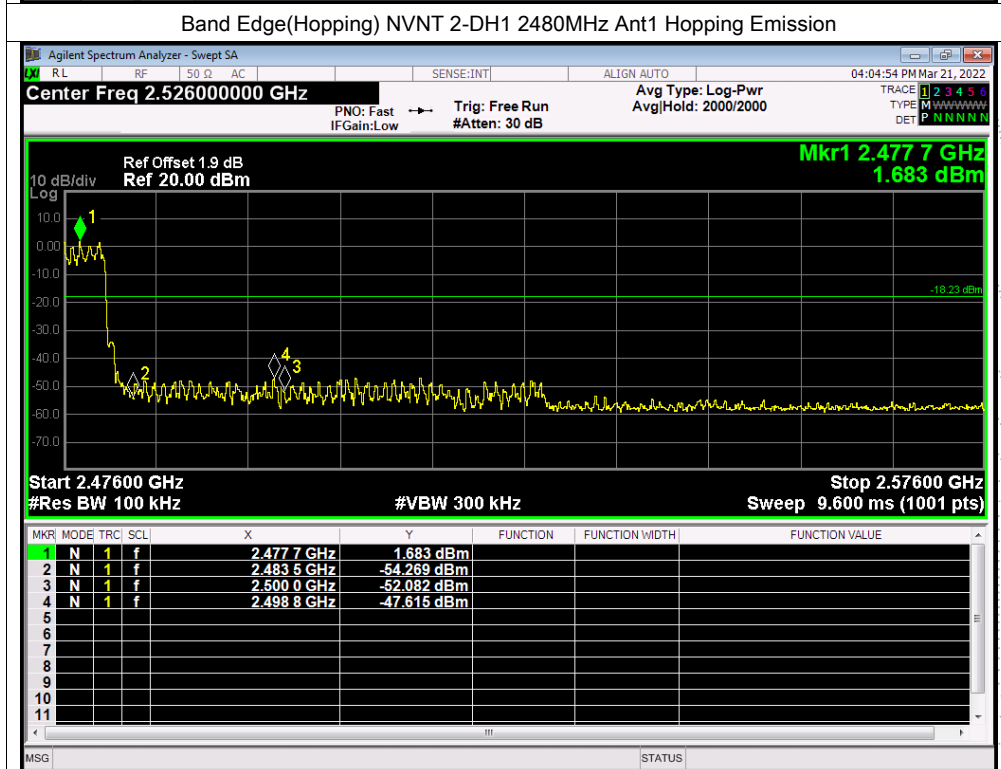 Band Edge(Hopping) NVNT 2-DH1 2480MHz Ant1 Hopping Emission
Agilent Spectrum Analyzer - Swept SA
LXI RL RF 50 Ω AC SENSE:INT ALIGN AUTO 04:04:54 PM Mar 21, 2022
Center Freq 2.526000000 GHz Avg Type: Log-Pwr TRACE 1 2 3 4 5 6
PNO: Fast Trig: Free Run Avg|Hold: 2000/2000 TYPE M WWWWW
IFGain:Low #Atten: 30 dB DET P N N N N N
Mkr1 2.477 7 GHz
Ref Offset 1.9 dB
10 dB/div Ref 20.00 dBm 1.683 dBm
Log
10.0
1
0.00
-10.0
-18.23 dBm
-20.0
-30.0
-40.0
4
3
2
-50.0
-60.0
-70.0
Start 2.47600 GHz Stop 2.57600 GHz
#Res BW 100 kHz #VBW 300 kHz Sweep 9.600 ms (1001 pts)
MKR MODE TRC SCL X Y FUNCTION FUNCTION WIDTH FUNCTION VALUE
1 N 1 f 2.477 7 GHz 1.683 dBm
2 N 1 f 2.483 5 GHz -54.269 dBm
3 N 1 f 2.500 0 GHz -52.082 dBm
4 N 1 f 2.498 8 GHz -47.615 dBm
5
6
7
8
9
10
11
MSG STATUS